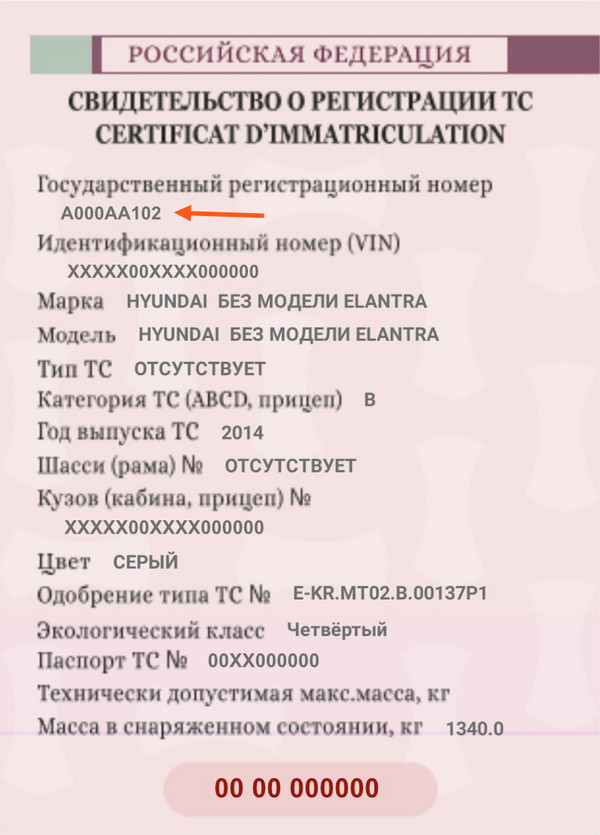 РОССИЙСКАЯ ФЕДЕРАЦИЯ
СВИДЕТЕЛЬСТВО О РЕГИСТРАЦИИ ТС
CERTIFICAT D'IMMATRICULATION
Государственный регистрационный номер
А000АА102
Идентификационный номер (VIN)
XXXXX00XXXX000000
Марка HYUNDAI БЕЗ МОДЕЛИ ELANTRA
Модель HYUNDAI БЕЗ МОДЕЛИ ELANTRA
Тип ТС ОТСУТСТВУЕТ
Категория ТС (ABCD, прицеп) B
Год выпуска ТС 2014
Шасси (рама) № ОТСУТСТВУЕТ
Кузов (кабина, прицеп) №
XXXXX00XXXX000000
Цвет СЕРЫЙ
Одобрение типа ТС № E-KR.MT02.B.00137P1
Экологический класс Четвёртый
Паспорт ТС № 00XX000000
Технически допустимая макс.масса, кг
Масса в снаряженном состоянии, кг 1340.0
00 00 000000